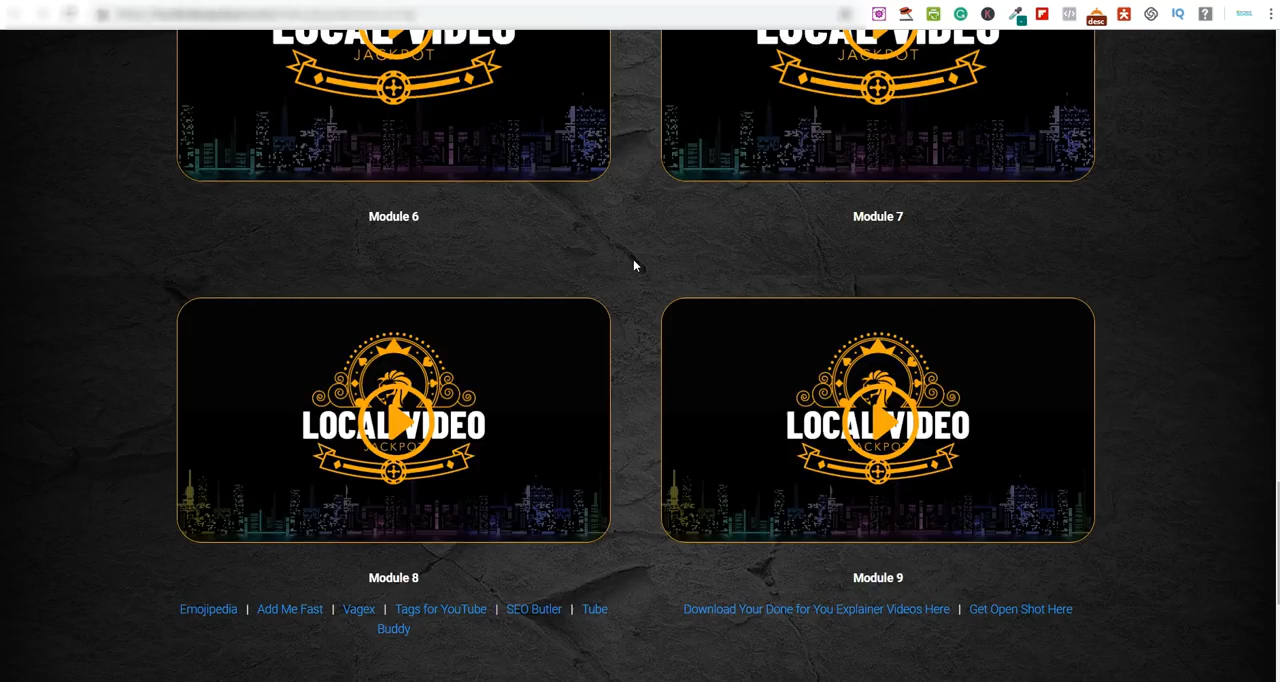 desc
IQ
LOCAL VIDEO
JACKPOT
LOCAL VIDEO
JACKPOT
Module 6
Module 7
LOCAL VIDEO
JACKPOT
LOCAL VIDEO
JACKPOT
Module 8
Module 9
Emojipedia | Add Me Fast | Vagex | Tags for YouTube | SEO Butler | Tube
Buddy
Download Your Done for You Explainer Videos Here | Get Open Shot Here